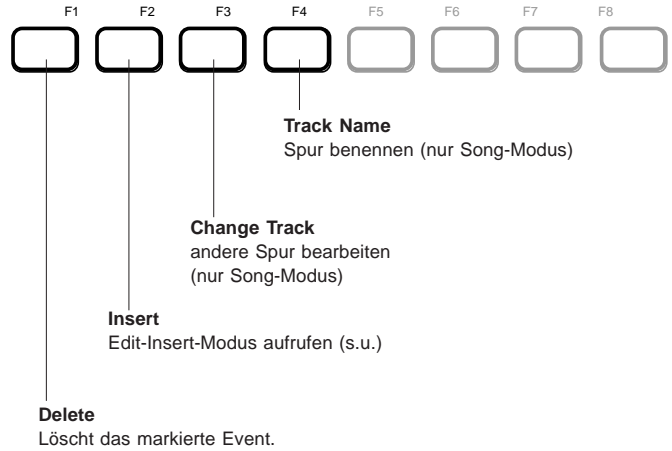 F1 F2 F3 F4 F5 F6 F7 F8
Track Name
Spur benennen (nur Song-Modus)
Change Track
andere Spur bearbeiten
(nur Song-Modus)
Insert
Edit-Insert-Modus aufrufen (s.u.)
Delete
Löscht das markierte Event.